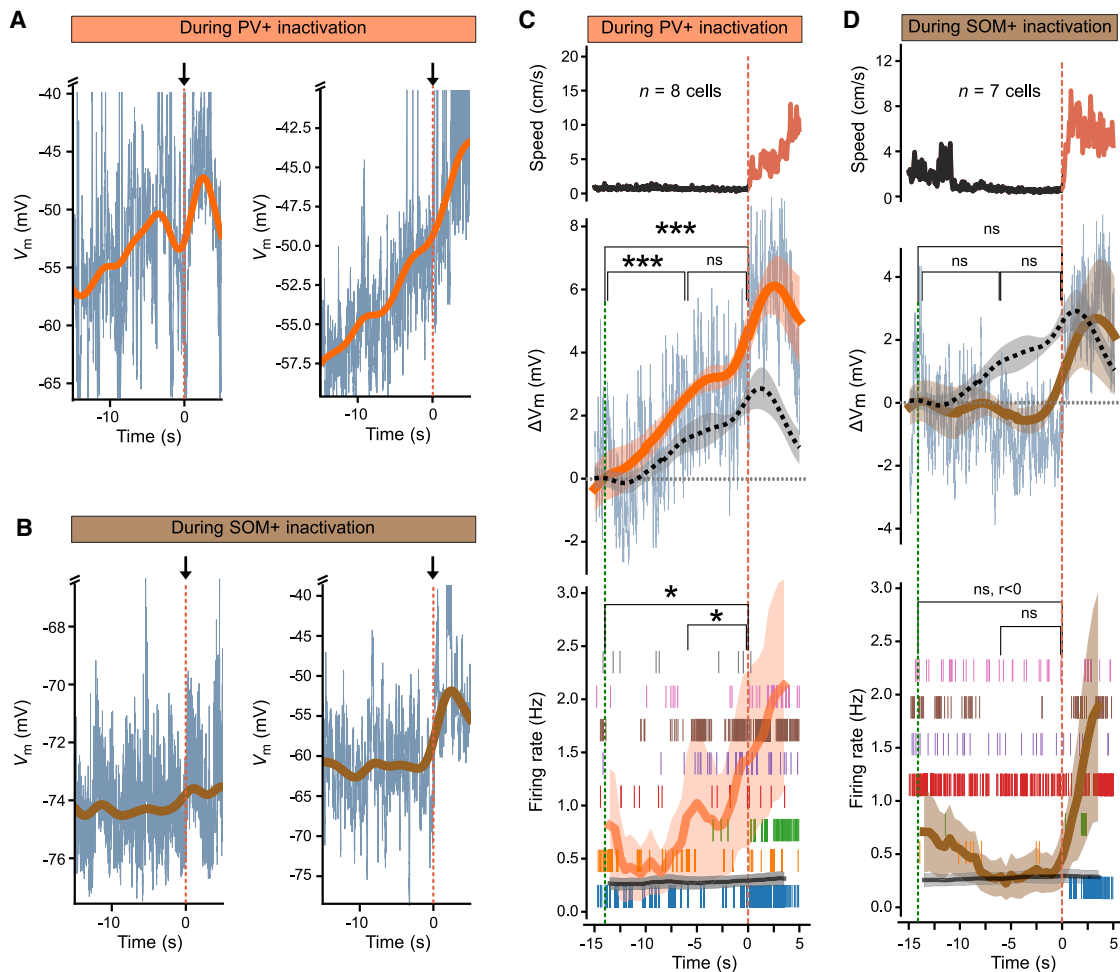 A
During PV+ inactivation
-40
-45
-50
-55
-60
-65
Vm (mV)
-10
0
Time (s)
-42.5
-45.0
-47.5
-49.0
-50.0
-52.5
-55.0
-57.5
Vm (mV)
-10
0
Time (s)
B
During SOM+ inactivation
-68
-70
-72
-74
-76
Vm (mV)
-10
0
Time (s)
-40
-50
-55
-60
-65
-70
-75
Vm (mV)
-10
0
Time (s)
C
During PV+ inactivation
20
15
10
5
0
Speed (cm/s)
n = 8 cells
8
6
4
2
0
-2
ΔVm (mV)
***
***
ns
3.0
2.5
2.0
1.5
1.0
0.5
0.0
Firing rate (Hz)
*
*
-15
-10
-5
0
5
Time (s)
D
During SOM+ inactivation
12
8
4
0
Speed (cm/s)
n = 7 cells
4
2
0
-2
-4
ΔVm (mV)
ns
ns
ns
3.0
2.5
2.0
1.5
1.0
0.5
0.0
Firing rate (Hz)
ns, r<0
ns
-15
-10
-5
0
5
Time (s)